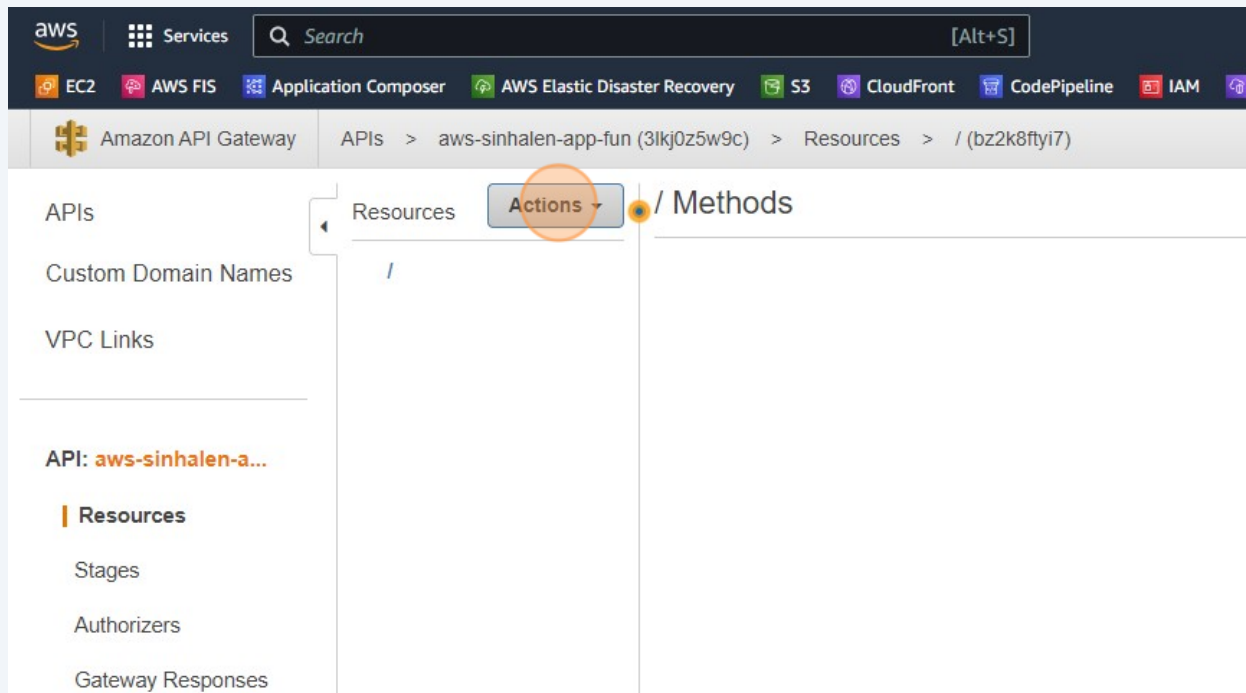 aws
Services
Search
[Alt+S]
EC2
AWS FIS
Application Composer
AWS Elastic Disaster Recovery
S3
CloudFront
CodePipeline
IAM
Amazon API Gateway
APIs > aws-sinhalen-app-fun (3lkj0z5w9c) > Resources > / (bz2k8ftyi7)
APIs
Custom Domain Names
VPC Links
API: aws-sinhalen-a...
Resources
Stages
Authorizers
Gateway Responses
Resources
Actions
/
/ Methods